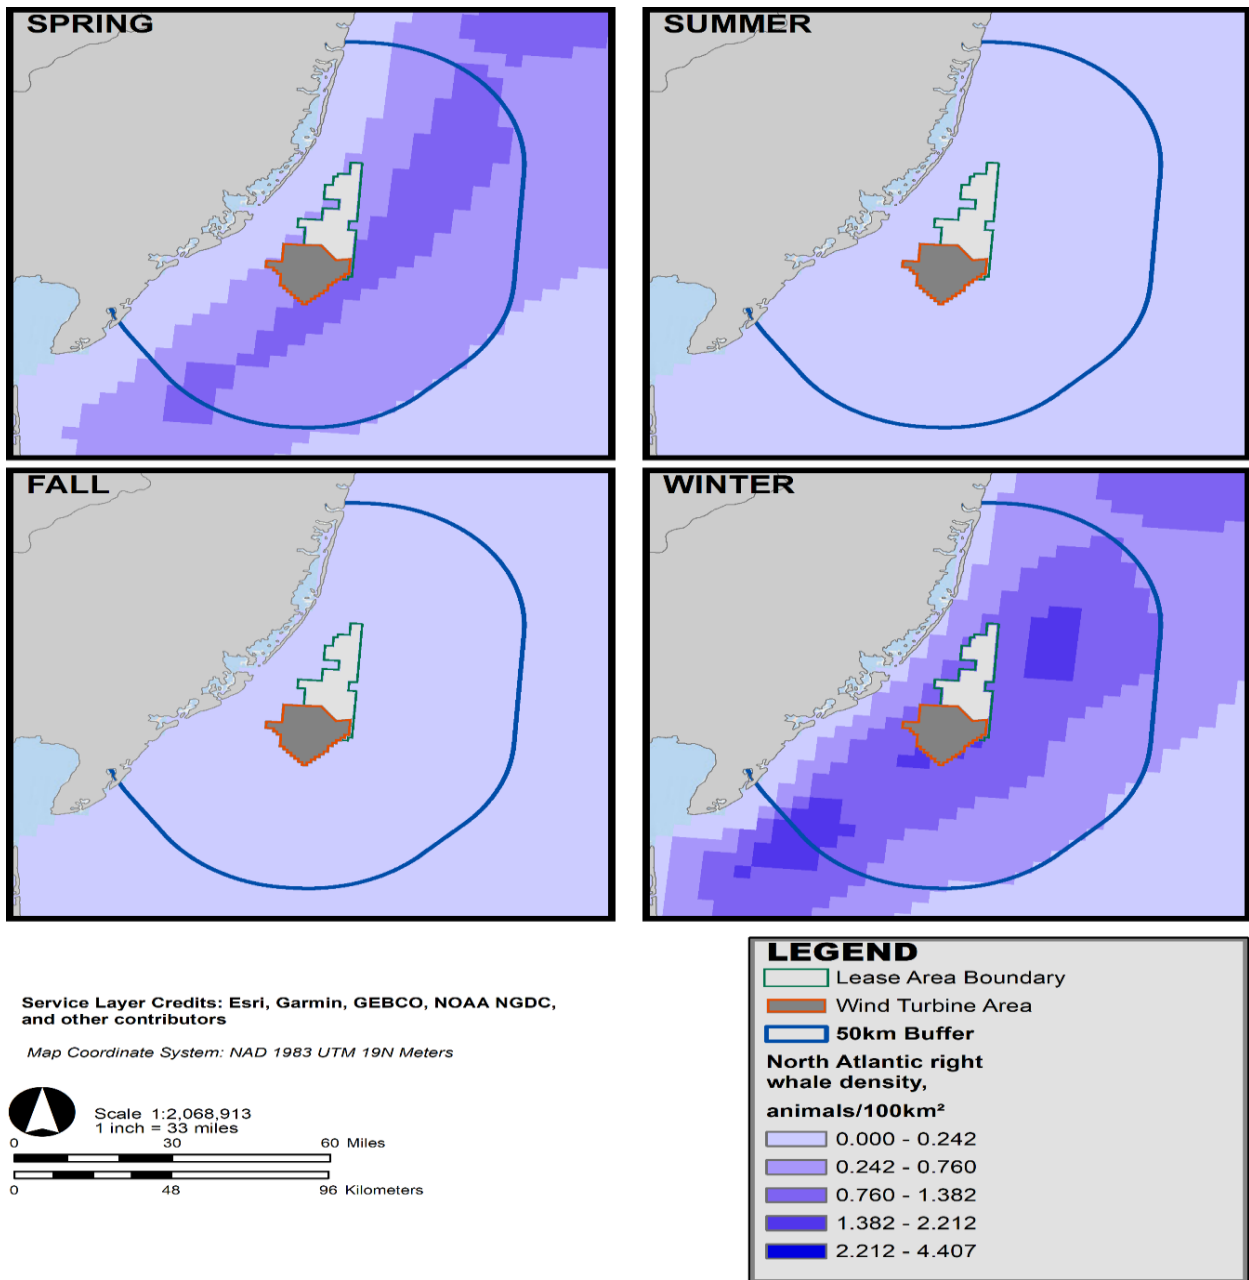 SPRING
SUMMER
FALL
WINTER
Service Layer Credits: Esri, Garmin, GEBCO, NOAA NGDC,
and other contributors
Map Coordinate System: NAD 1983 UTM 19N Meters
Scale 1:2,068,913
1 inch = 33 miles
0 30 60 Miles
0 48 96 Kilometers
LEGEND
Lease Area Boundary
Wind Turbine Area
50km Buffer
North Atlantic right
whale density,
animals/100km²
0.000 - 0.242
0.242 - 0.760
0.760 - 1.382
1.382 - 2.212
2.212 - 4.407